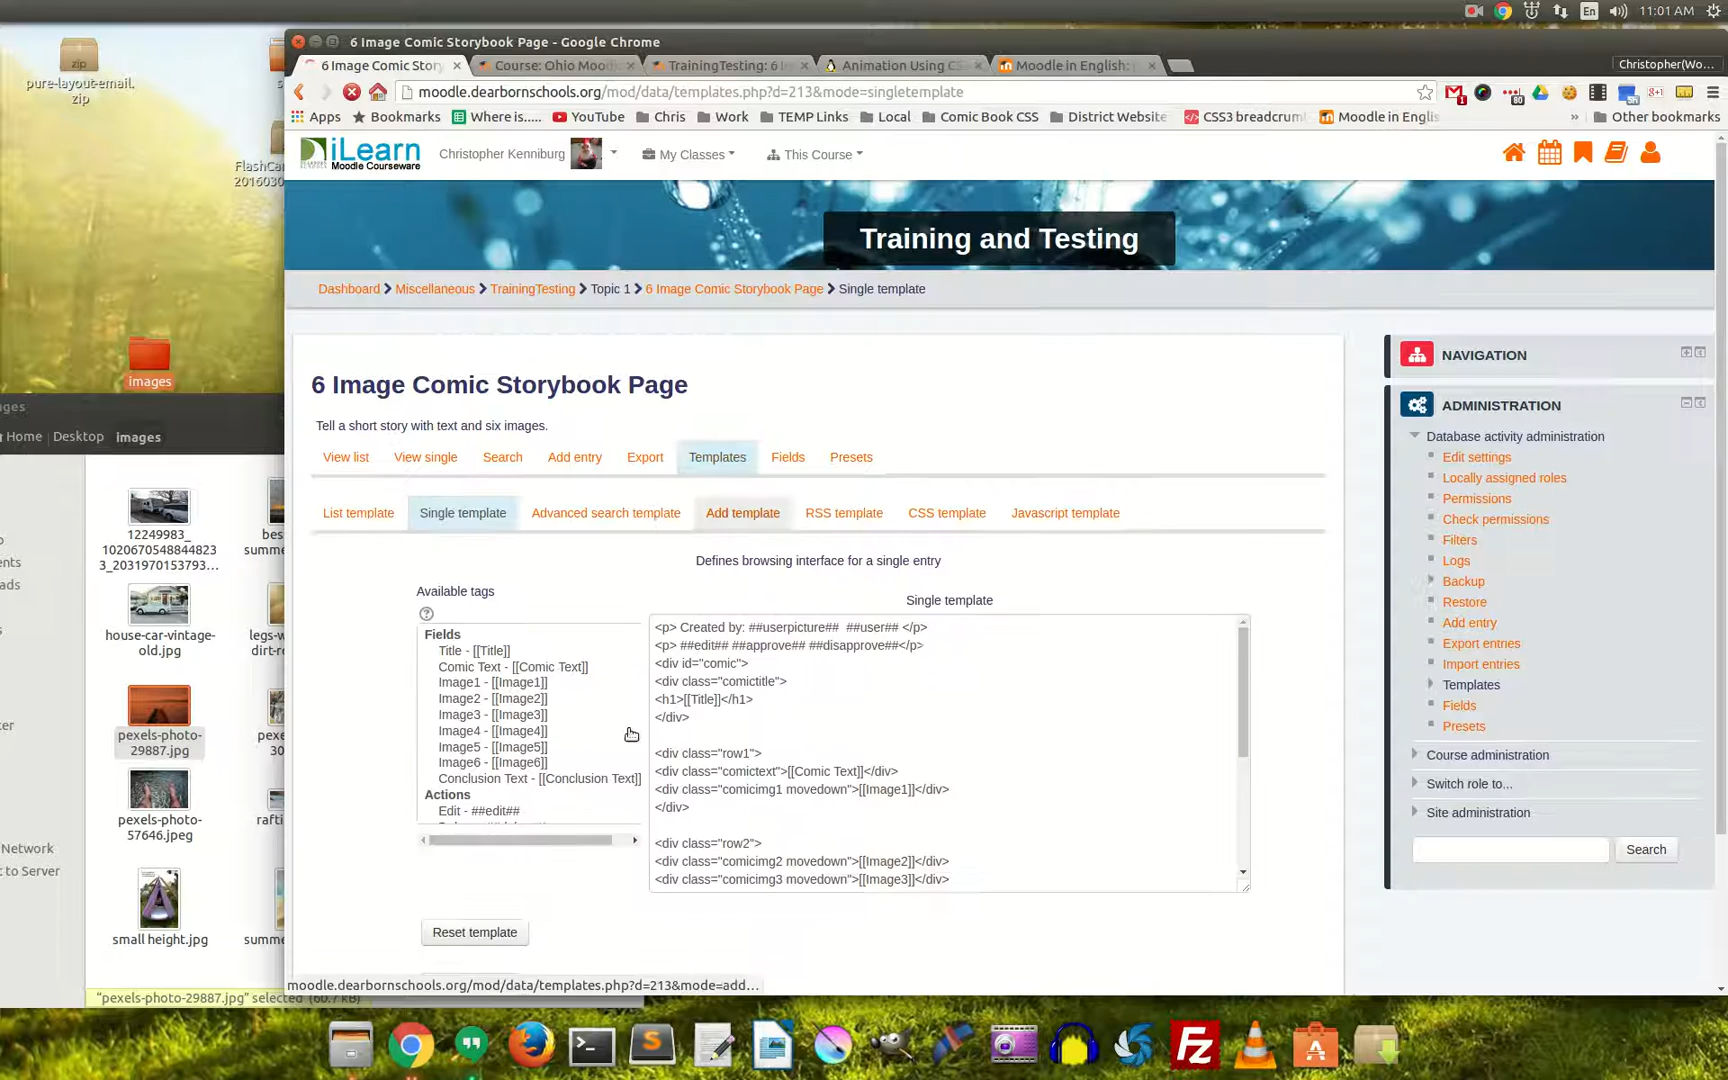 En 11:01 AM
6 Image Comic Storybook Page - Google Chrome
6 Image Comic Story
Course: Ohio Mood
TrainingTesting: 6 I
Animation Using CS
Moodle in English:
Christopher(Wo...
moodle.dearbornschools.org/mod/data/templates.php?d=213&mode=singletemplate
Apps Bookmarks Where is..... YouTube Chris Work TEMP Links Local Comic Book CSS District Website CSS3 breadcrum Moodle in Englis » Other bookmarks
iLearn
Moodle Courseware
Christopher Kenniburg My Classes This Course
Training and Testing
Dashboard Miscellaneous TrainingTesting Topic 1 6 Image Comic Storybook Page Single template
6 Image Comic Storybook Page
Tell a short story with text and six images.
View list View single Search Add entry Export Templates Fields Presets
List template Single template Advanced search template Add template RSS template CSS template Javascript template
Defines browsing interface for a single entry
Available tags
Fields
Title - [[Title]]
Comic Text - [[Comic Text]]
Image1 - [[Image1]]
Image2 - [[Image2]]
Image3 - [[Image3]]
Image4 - [[Image4]]
Image5 - [[Image5]]
Image6 - [[Image6]]
Conclusion Text - [[Conclusion Text]]
Actions
Edit - ##edit##
Single template
<p> Created by: ##userpicture##  ##user## </p>
<p> ##edit## ##approve## ##disapprove##</p>
<div id="comic">
<div class="comictitle">
<h1>[[Title]]</h1>
</div>
<div class="row1">
<div class="comictext">[[Comic Text]]</div>
<div class="comicimg1 movedown">[[Image1]]</div>
</div>
<div class="row2">
<div class="comicimg2 movedown">[[Image2]]</div>
<div class="comicimg3 movedown">[[Image3]]</div>
Reset template
moodle.dearbornschools.org/mod/data/templates.php?d=213&mode=add...
NAVIGATION
ADMINISTRATION
Database activity administration
Edit settings
Locally assigned roles
Permissions
Check permissions
Filters
Logs
Backup
Restore
Add entry
Export entries
Import entries
Templates
Fields
Presets
Course administration
Switch role to...
Site administration
Search
zip
pure-layout-email.
zip
FlashCa
201603
images
Home Desktop Images
12249983_
1020670548844823
3_2031970153793...
house-car-vintage-
old.jpg
pexels-photo-
29887.jpg
pexels-photo-
57646.jpeg
small height.jpg
Network
t to Server
"pexels-photo-29887.jpg" selected (60.7 kB)